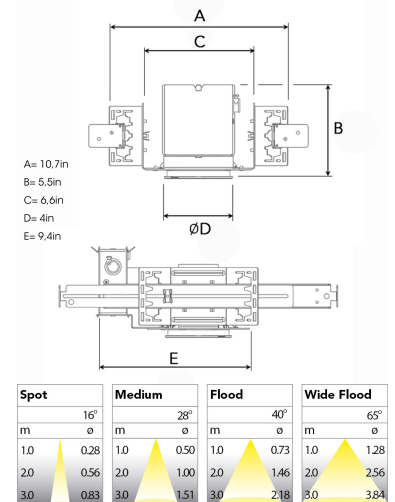 A
C
B
A= 10,7in
B= 5,5in
C= 6,6in
D= 4in
E= 9,4in
ØD
E
Spot
16°
m ø
1.0 0.28
2.0 0.56
3.0 0.83
Medium
28°
m ø
1.0 0.50
2.0 1.00
3.0 1.51
Flood
40°
m ø
1.0 0.73
2.0 1.46
3.0 2.18
Wide Flood
65°
m ø
1.0 1.28
2.0 2.56
3.0 3.84